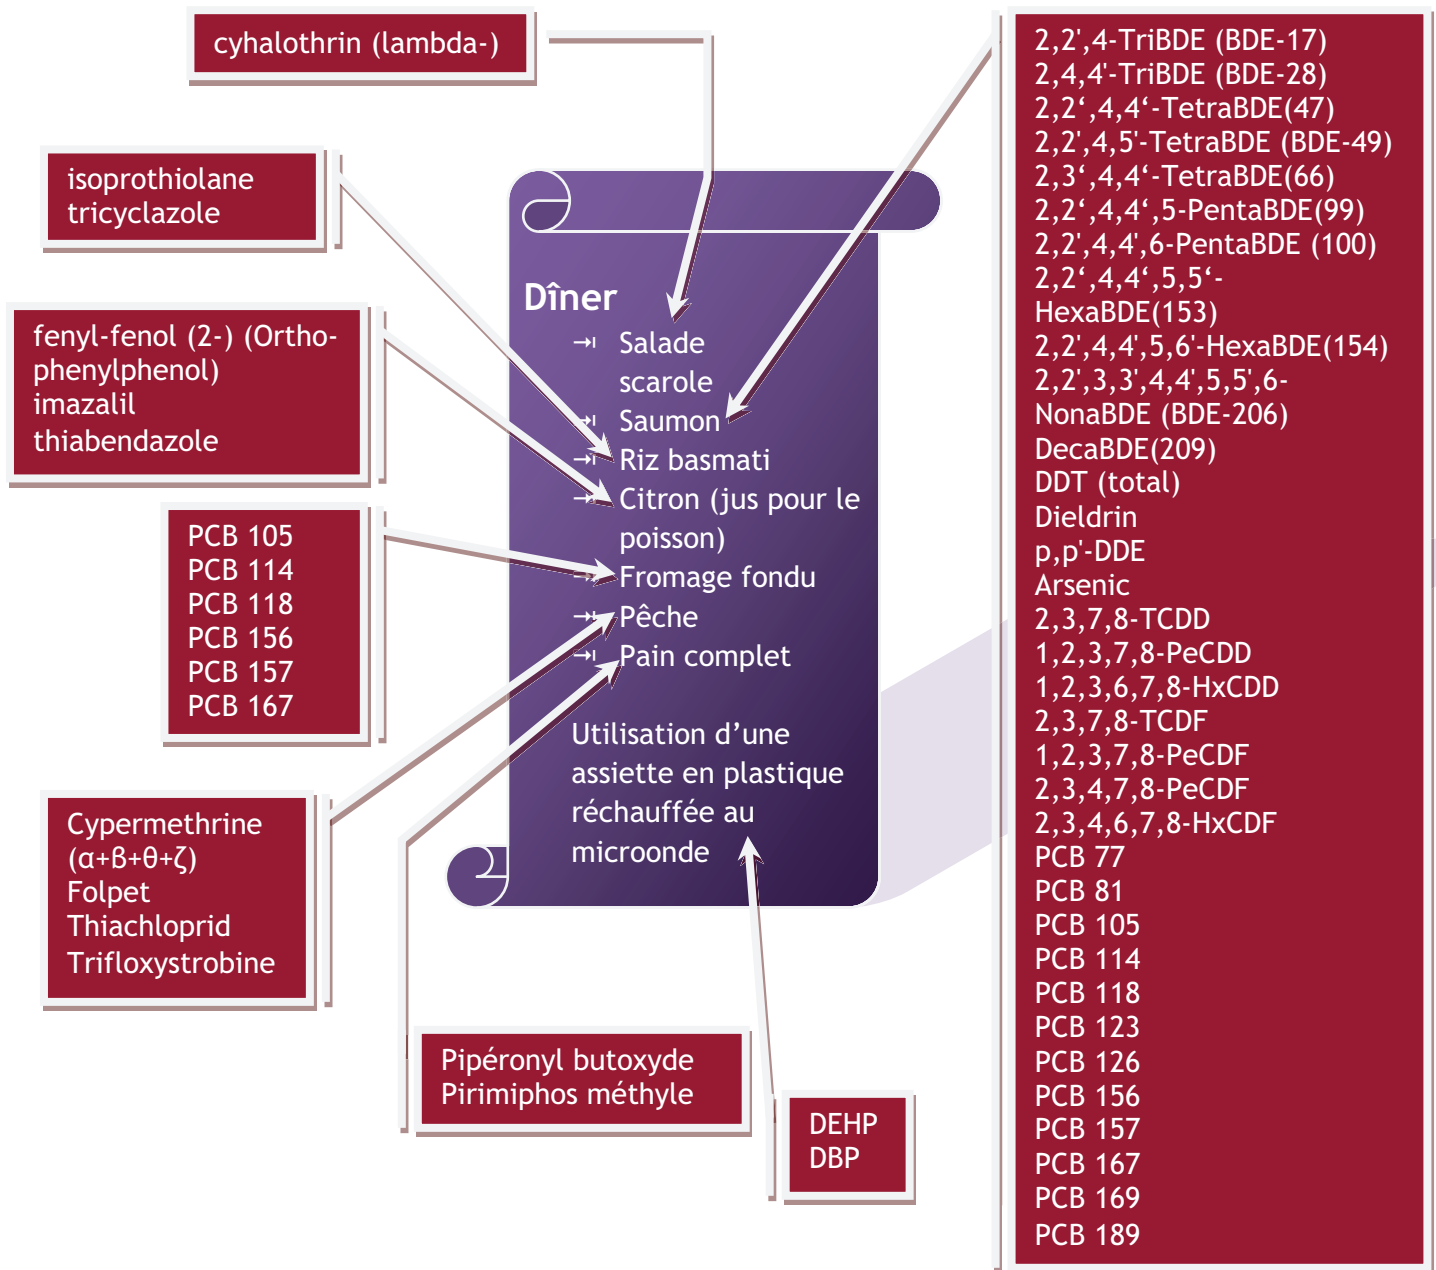 cyhalothrin (lambda-)
isoprothiolane
tricyclazole
fenyl-fenol (2-) (Ortho-
phenylphenol)
imazalil
thiabendazole
PCB 105
PCB 114
PCB 118
PCB 156
PCB 157
PCB 167
Cypermethrine
(α+β+θ+ζ)
Folpet
Thiachloprid
Trifloxystrobine
Dîner
Salade
scarole
Saumon
Riz basmati
Citron (jus pour le
poisson)
Fromage fondu
Pêche
Pain complet
Utilisation d’une
assiette en plastique
réchauffée au
microonde
Pipéronyl butoxyde
Pirimiphos méthyle
DEHP
DBP
2,2',4-TriBDE (BDE-17)
2,4,4'-TriBDE (BDE-28)
2,2‘,4,4‘-TetraBDE(47)
2,2',4,5'-TetraBDE (BDE-49)
2,3‘,4,4‘-TetraBDE(66)
2,2‘,4,4‘,5-PentaBDE(99)
2,2',4,4',6-PentaBDE (100)
2,2‘,4,4‘,5,5‘-
HexaBDE(153)
2,2',4,4',5,6'-HexaBDE(154)
2,2',3,3',4,4',5,5',6-
NonaBDE (BDE-206)
DecaBDE(209)
DDT (total)
Dieldrin
p,p'-DDE
Arsenic
2,3,7,8-TCDD
1,2,3,7,8-PeCDD
1,2,3,6,7,8-HxCDD
2,3,7,8-TCDF
1,2,3,7,8-PeCDF
2,3,4,7,8-PeCDF
2,3,4,6,7,8-HxCDF
PCB 77
PCB 81
PCB 105
PCB 114
PCB 118
PCB 123
PCB 126
PCB 156
PCB 157
PCB 167
PCB 169
PCB 189